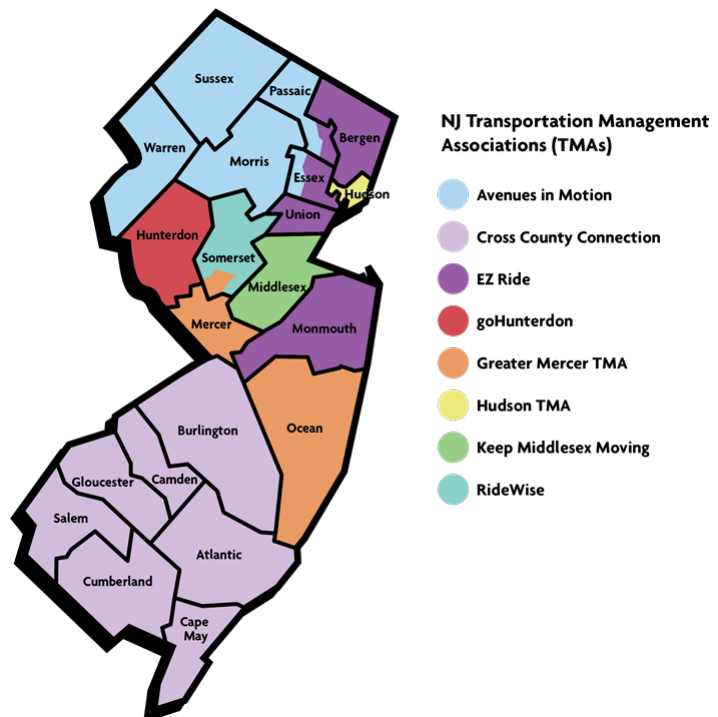 Sussex
Passaic
Bergen
Warren
Morris
Essex
Hudson
Union
Hunterdon
Somerset
Middlesex
Mercer
Monmouth
Burlington
Ocean
Gloucester
Camden
Salem
Atlantic
Cumberland
Cape
May
NJ Transportation Management
Associations (TMAs)
Avenues in Motion
Cross County Connection
EZ Ride
goHunterdon
Greater Mercer TMA
Hudson TMA
Keep Middlesex Moving
RideWise